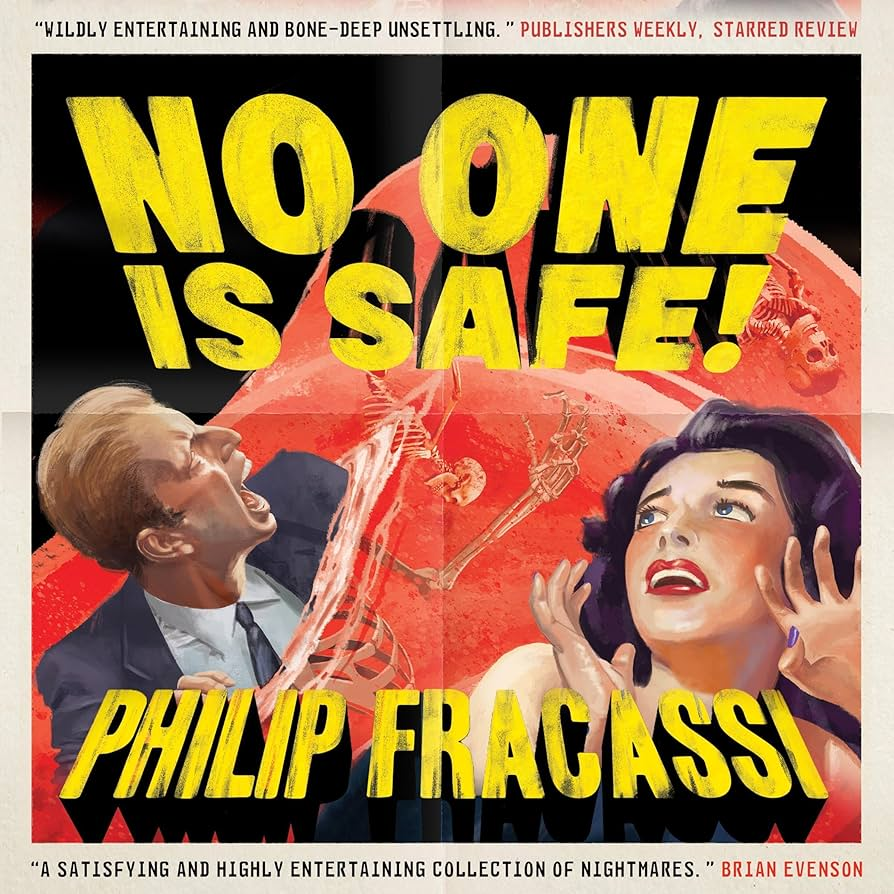 “WILDLY ENTERTAINING AND BONE-DEEP UNSETTLING.” PUBLISHERS WEEKLY, STARRED REVIEW
NO ONE
IS SAFE!
PHILIP FRACASSI
“A SATISFYING AND HIGHLY ENTERTAINING COLLECTION OF NIGHTMARES.” BRIAN EVENSON